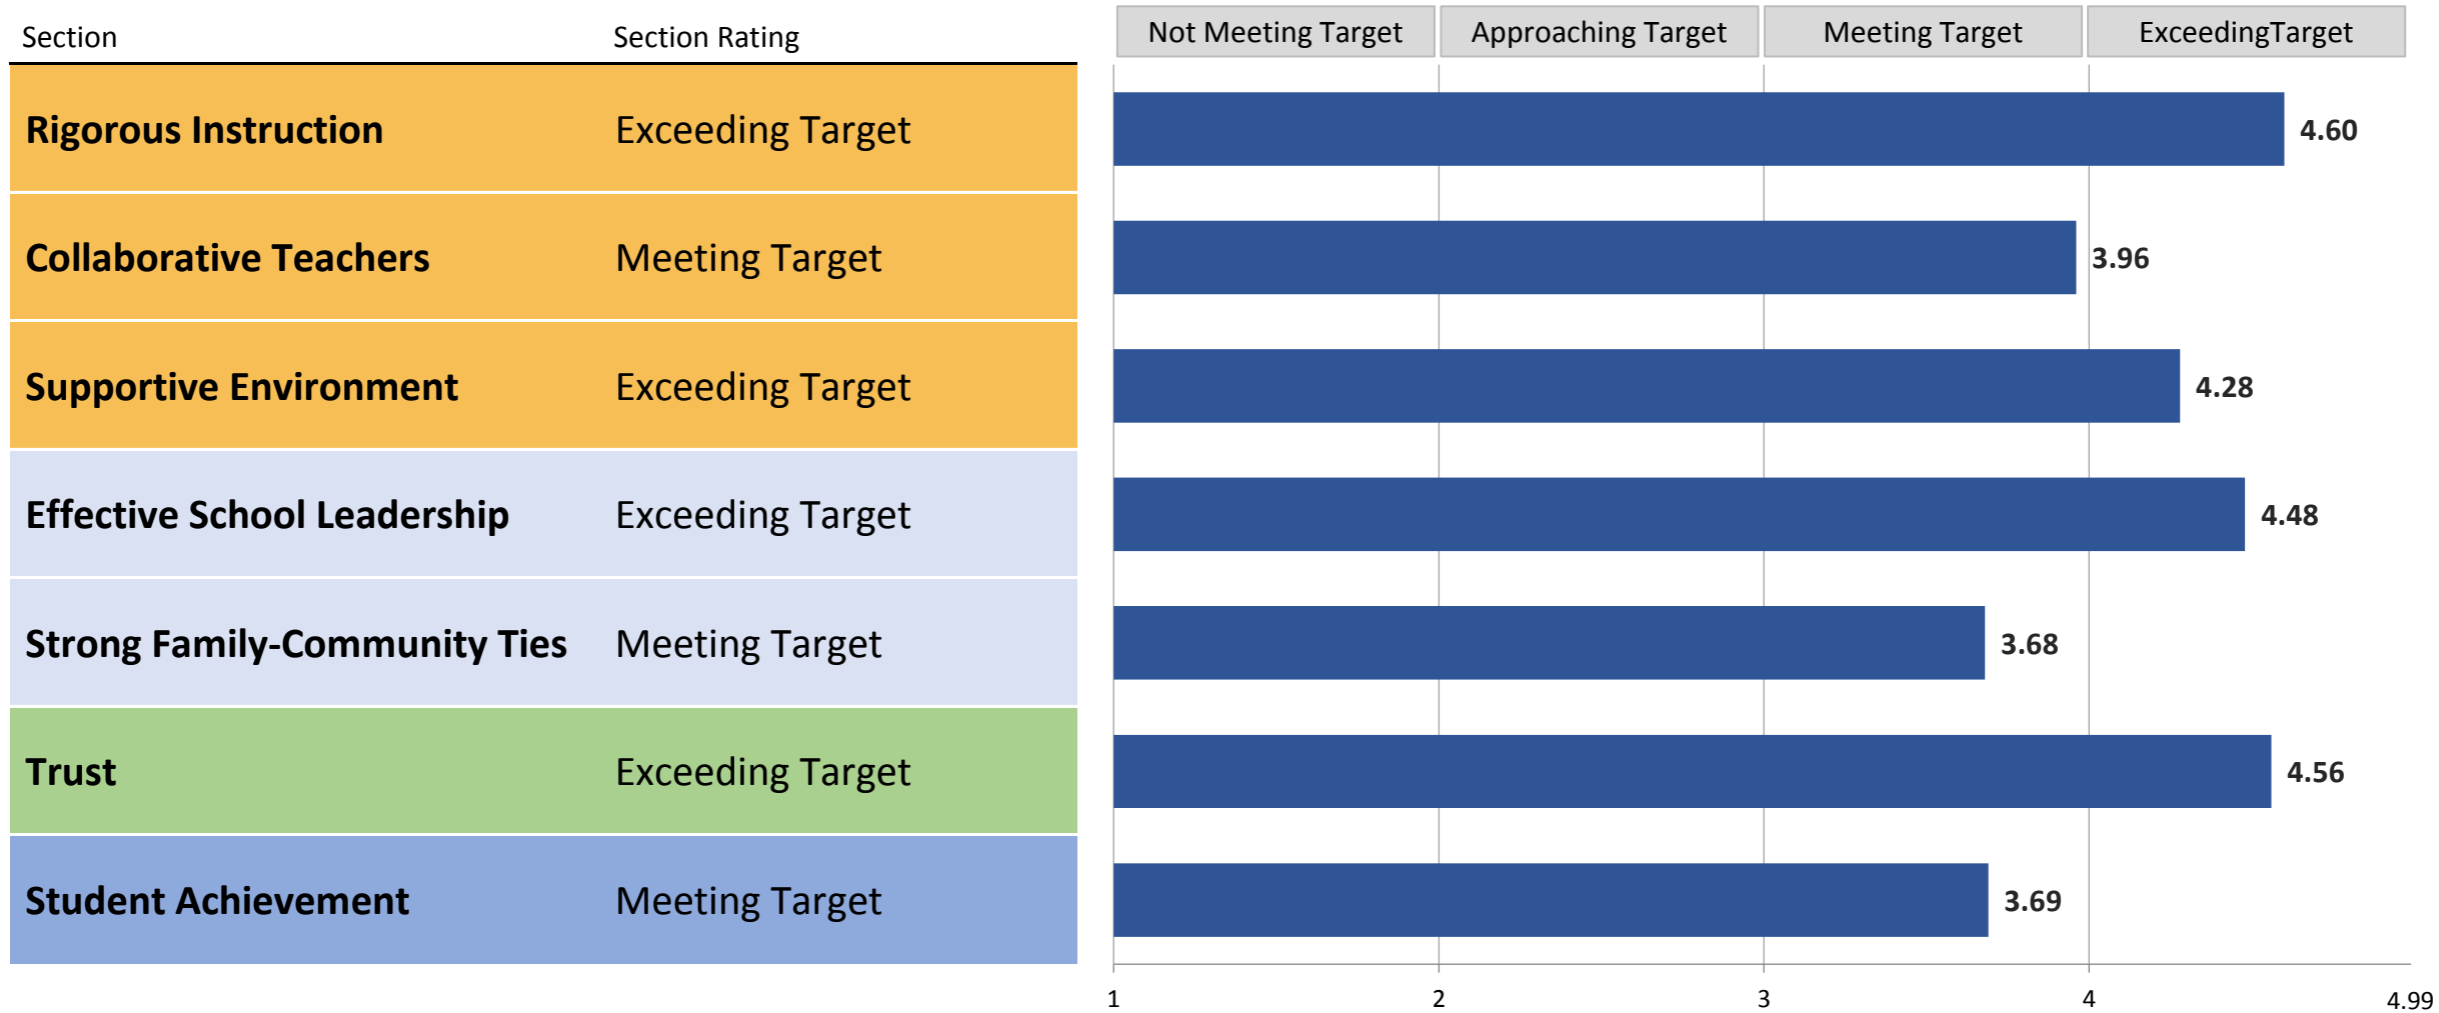 Section Section Rating Not Meeting Target Approaching Target Meeting Target ExceedingTarget
Rigorous Instruction Exceeding Target 4.60
Collaborative Teachers Meeting Target 3.96
Supportive Environment Exceeding Target 4.28
Effective School Leadership Exceeding Target 4.48
Strong Family-Community Ties Meeting Target 3.68
Trust Exceeding Target 4.56
Student Achievement Meeting Target 3.69
1 2 3 4 4.99